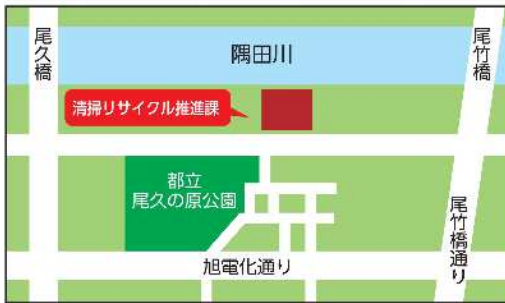 尾久橋
隅田川
尾竹橋
清掃リサイクル推進課
都立
尾久の原公園
尾竹橋通り
旭電化通り